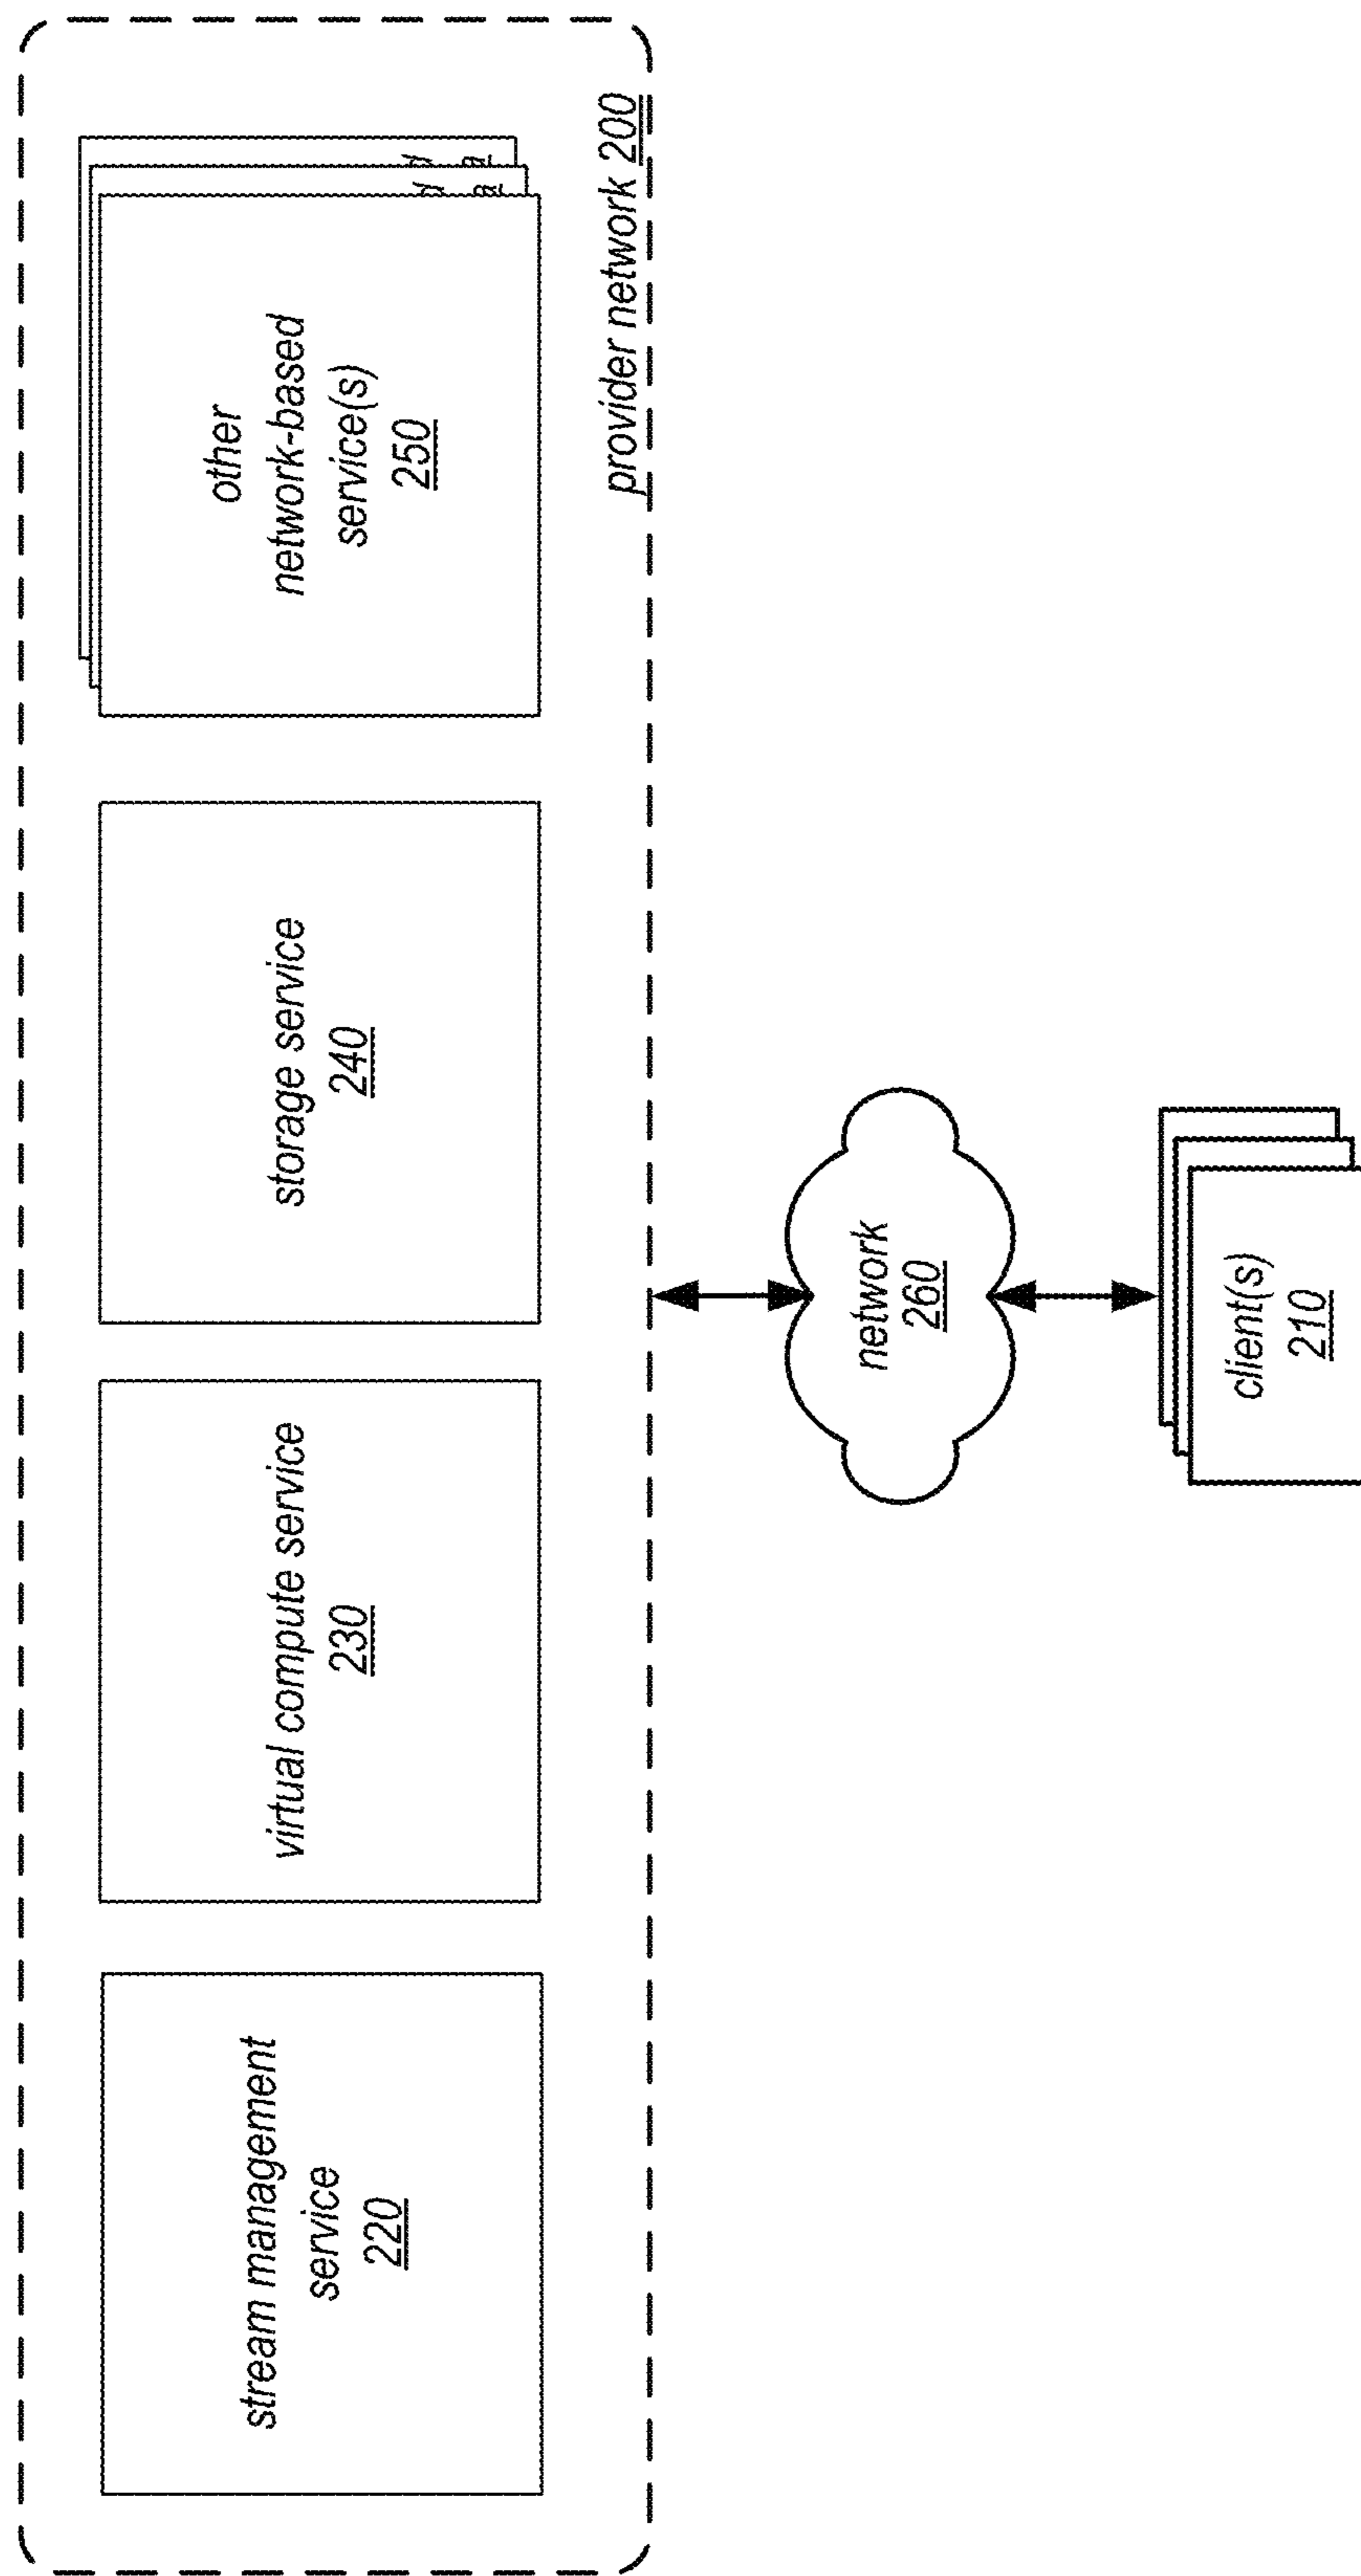 stream management
service
220
virtual compute service
230
storage service
240
other
network-based
service(s)
250
provider network 200
network
260
client(s)
210